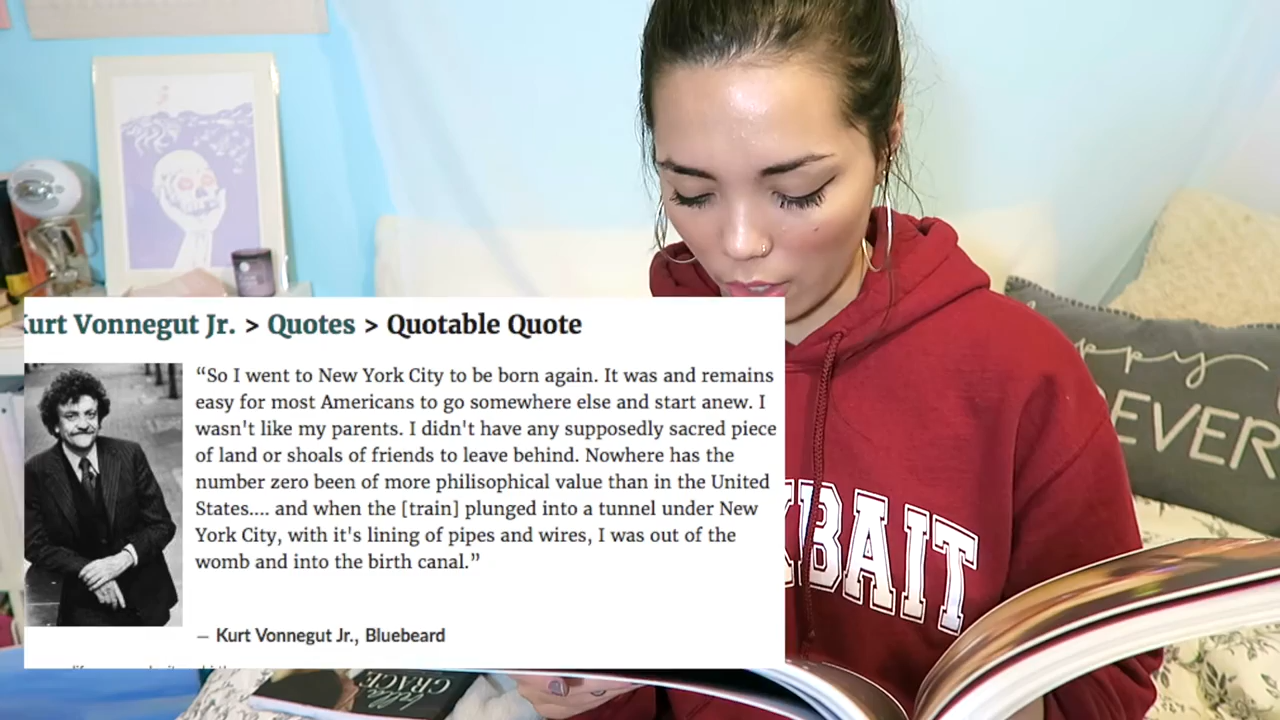 urt Vonnegut Jr. > Quotes > Quotable Quote
“So I went to New York City to be born again. It was and remains
easy for most Americans to go somewhere else and start anew. I
wasn't like my parents. I didn't have any supposedly sacred piece
of land or shoals of friends to leave behind. Nowhere has the
number zero been of more philisophical value than in the United
States.... and when the [train] plunged into a tunnel under New
York City, with it's lining of pipes and wires, I was out of the
womb and into the birth canal.”
― Kurt Vonnegut Jr., Bluebeard
ppy
EVER
BAIT
bella
GRACE